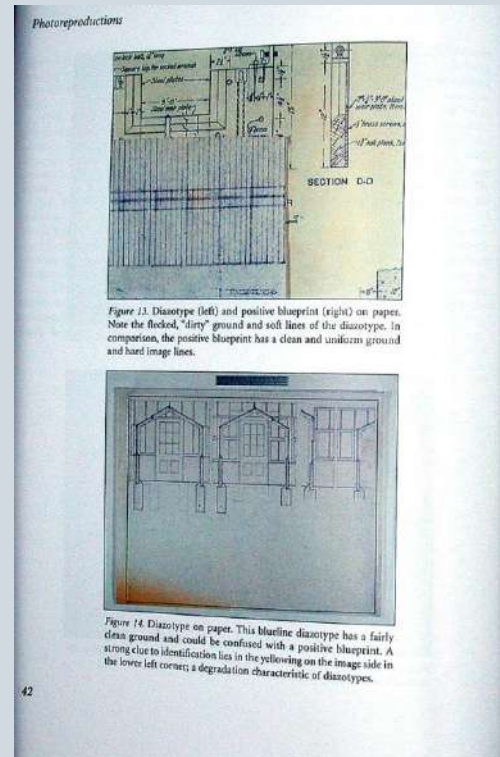 Photoreproductions
Steel plates
SECTION D-D
Figure 13. Diazotype (left) and positive blueprint (right) on paper.
Note the flocked, "dirty" ground and soft lines of the diazotype. In
comparison, the positive blueprint has a clean and uniform ground
and hard image lines.
Figure 14. Diazotype on paper. This blueline diazotype has a fairly
clean ground and could be confused with a positive blueprint. A
strong clue to identification lies in the yellowing on the image side in
the lower left corner; a degradation characteristic of diazotypes.
42